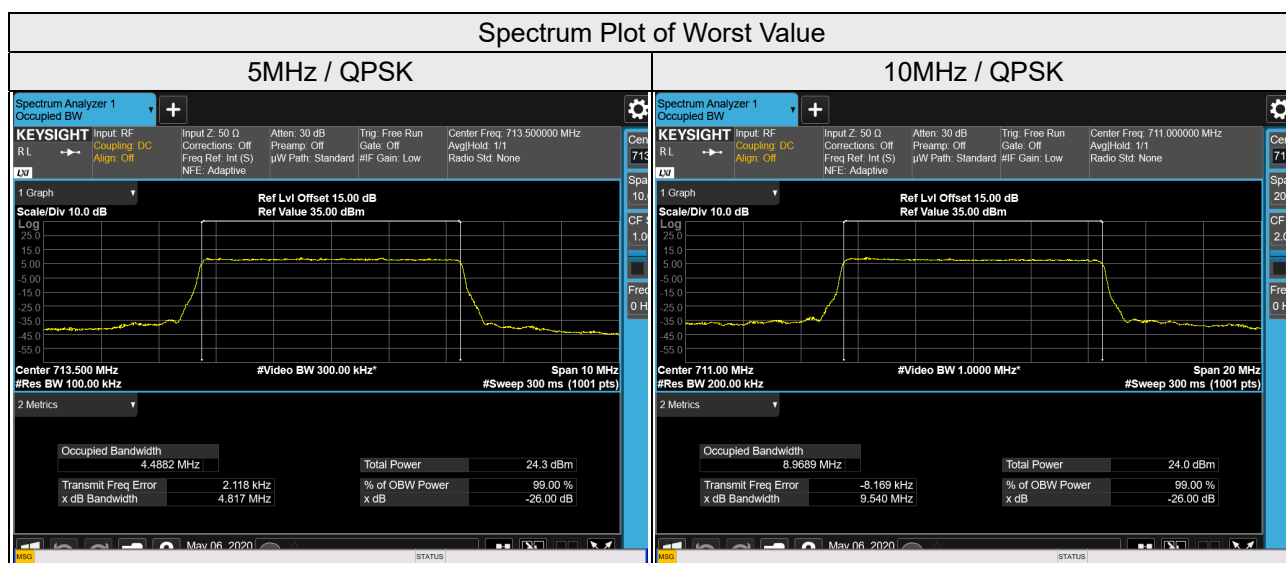 Spectrum Plot of Worst Value
5MHz / QPSK
10MHz / QPSK
Spectrum Analyzer 1
Occupied BW
KEYSIGHT
RL
LXI
Input: RF
Coupling: DC
Align: Off
Input Z: 50 Ω
Corrections: Off
Freq Ref: Int (S)
NFE: Adaptive
Atten: 30 dB
Preamp: Off
µW Path: Standard
Trig: Free Run
Gate: Off
#IF Gain: Low
Center Freq: 713.500000 MHz
Avg|Hold: 1/1
Radio Std: None
1 Graph
Scale/Div 10.0 dB
Ref Lvl Offset 15.00 dB
Ref Value 35.00 dBm
Log
25.0
15.0
5.00
-5.00
-15.0
-25.0
-35.0
-45.0
-55.0
Center 713.500 MHz
#Video BW 300.00 kHz*
Span 10 MHz
#Res BW 100.00 kHz
#Sweep 300 ms (1001 pts)
2 Metrics
Occupied Bandwidth
4.4882 MHz
Total Power 24.3 dBm
Transmit Freq Error 2.118 kHz
% of OBW Power 99.00 %
x dB Bandwidth 4.817 MHz
x dB -26.00 dB
May 06, 2020
MSG
STATUS
Spectrum Analyzer 1
Occupied BW
KEYSIGHT
RL
LXI
Input: RF
Coupling: DC
Align: Off
Input Z: 50 Ω
Corrections: Off
Freq Ref: Int (S)
NFE: Adaptive
Atten: 30 dB
Preamp: Off
µW Path: Standard
Trig: Free Run
Gate: Off
#IF Gain: Low
Center Freq: 711.000000 MHz
Avg|Hold: 1/1
Radio Std: None
1 Graph
Scale/Div 10.0 dB
Ref Lvl Offset 15.00 dB
Ref Value 35.00 dBm
Log
25.0
15.0
5.00
-5.00
-15.0
-25.0
-35.0
-45.0
-55.0
Center 711.00 MHz
#Video BW 1.0000 MHz*
Span 20 MHz
#Res BW 200.00 kHz
#Sweep 300 ms (1001 pts)
2 Metrics
Occupied Bandwidth
8.9689 MHz
Total Power 24.0 dBm
Transmit Freq Error -8.169 kHz
% of OBW Power 99.00 %
x dB Bandwidth 9.540 MHz
x dB -26.00 dB
May 06, 2020
MSG
STATUS